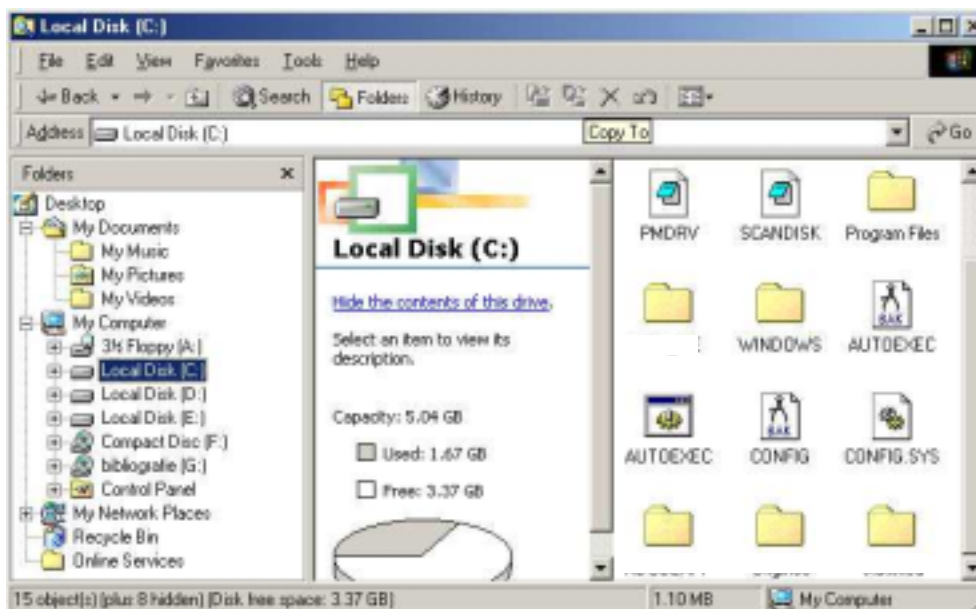 Local Disk (C:)
File Edit View Favorites Tools Help
Back Search Folders History
Address Local Disk (C:) Copy To Go
Folders
Desktop
My Documents
My Music
My Pictures
My Videos
My Computer
3½ Floppy (A:)
Local Disk (C:)
Local Disk (D:)
Local Disk (E:)
Compact Disc (F:)
bibliografie (G:)
Control Panel
My Network Places
Recycle Bin
Online Services
Local Disk (C:)
Hide the contents of this drive.
Select an item to view its
description.
Capacity: 5.04 GB
Used: 1.67 GB
Free: 3.37 GB
PMDRV SCANDISK Program Files
WINDOWS AUTOEXEC
BAK
AUTOEXEC CONFIG CONFIG.SYS
BAK
15 object(s) (plus 8 hidden) (Disk free space: 3.37 GB) 1.10 MB My Computer